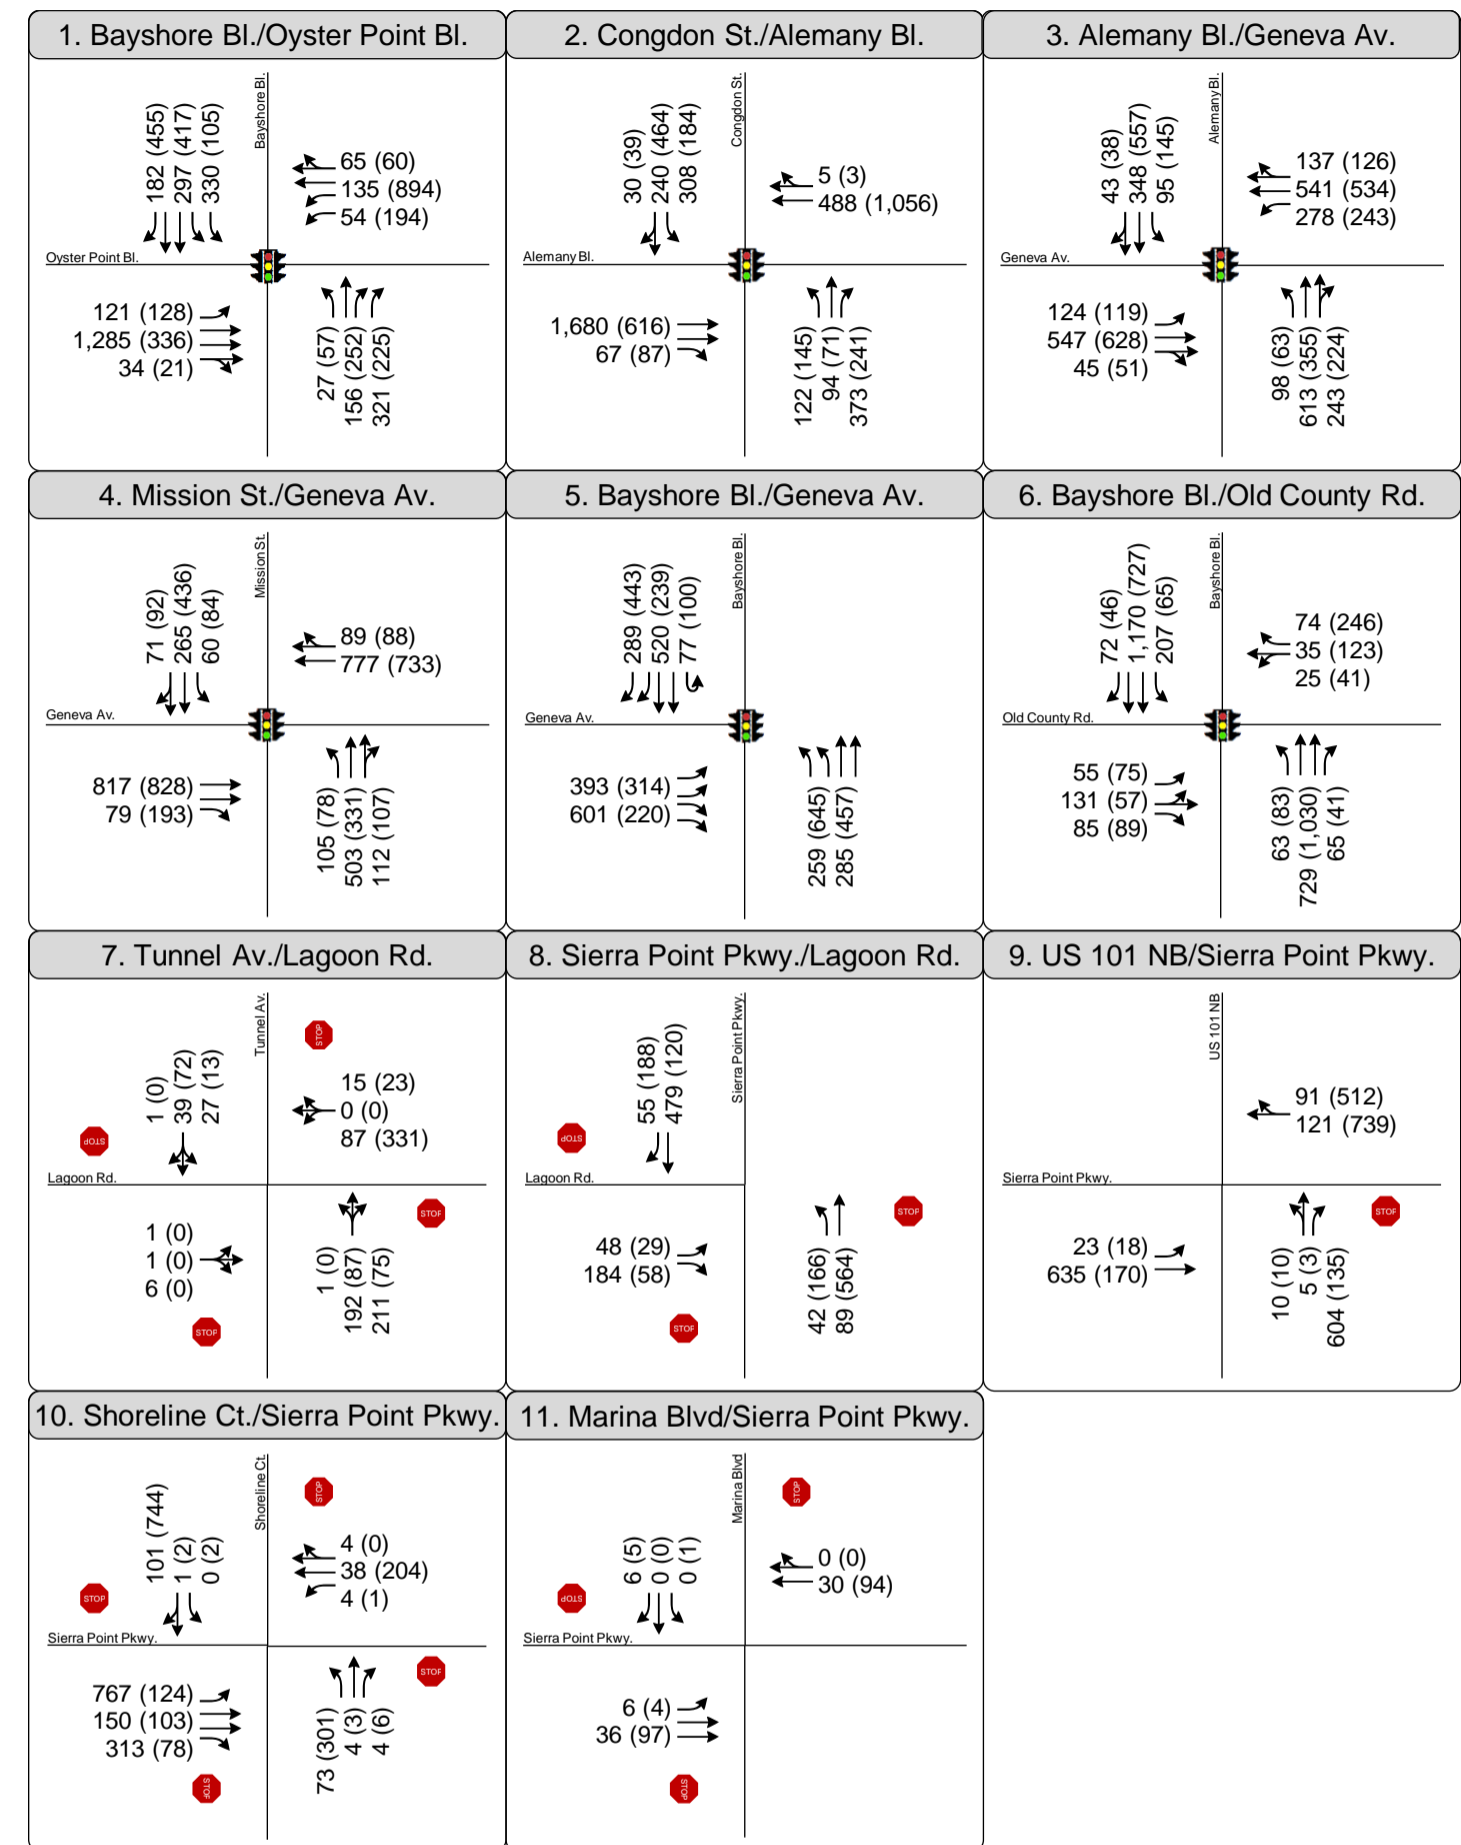 1. Bayshore Bl./Oyster Point Bl.
182 (455)
297 (417)
330 (105)
Bayshore Bl.
65 (60)
135 (894)
54 (194)
Oyster Point Bl.
121 (128)
1,285 (336)
34 (21)
27 (57)
156 (252)
321 (225)
2. Congdon St./Alemany Bl.
30 (39)
240 (464)
308 (184)
Congdon St.
5 (3)
488 (1,056)
Alemany Bl.
1,680 (616)
67 (87)
122 (145)
94 (71)
373 (241)
3. Alemany Bl./Geneva Av.
43 (38)
348 (557)
95 (145)
Alemany Bl.
137 (126)
541 (534)
278 (243)
Geneva Av.
124 (119)
547 (628)
45 (51)
98 (63)
613 (355)
243 (224)
4. Mission St./Geneva Av.
71 (92)
265 (436)
60 (84)
Mission St.
89 (88)
777 (733)
Geneva Av.
817 (828)
79 (193)
105 (78)
503 (331)
112 (107)
5. Bayshore Bl./Geneva Av.
289 (443)
520 (239)
77 (100)
Bayshore Bl.
Geneva Av.
393 (314)
601 (220)
259 (645)
285 (457)
6. Bayshore Bl./Old County Rd.
72 (46)
1,170 (727)
207 (65)
Bayshore Bl.
74 (246)
35 (123)
25 (41)
Old County Rd.
55 (75)
131 (57)
85 (89)
63 (83)
729 (1,030)
65 (41)
7. Tunnel Av./Lagoon Rd.
1 (0)
39 (72)
27 (13)
Tunnel Av.
STOP
15 (23)
0 (0)
87 (331)
STOP
Lagoon Rd.
STOP
1 (0)
1 (0)
6 (0)
STOP
1 (0)
192 (87)
211 (75)
8. Sierra Point Pkwy./Lagoon Rd.
55 (188)
479 (120)
Sierra Point Pkwy.
STOP
Lagoon Rd.
STOP
48 (29)
184 (58)
STOP
42 (166)
89 (564)
9. US 101 NB/Sierra Point Pkwy.
US 101 NB
91 (512)
121 (739)
Sierra Point Pkwy.
STOP
23 (18)
635 (170)
10 (10)
5 (3)
604 (135)
10. Shoreline Ct./Sierra Point Pkwy.
101 (744)
1 (2)
0 (2)
Shoreline Ct.
STOP
4 (0)
38 (204)
4 (1)
STOP
Sierra Point Pkwy.
STOP
767 (124)
150 (103)
313 (78)
STOP
73 (301)
4 (3)
4 (6)
11. Marina Blvd/Sierra Point Pkwy.
6 (5)
0 (0)
0 (1)
Marina Blvd
STOP
0 (0)
30 (94)
STOP
Sierra Point Pkwy.
6 (4)
36 (97)
STOP